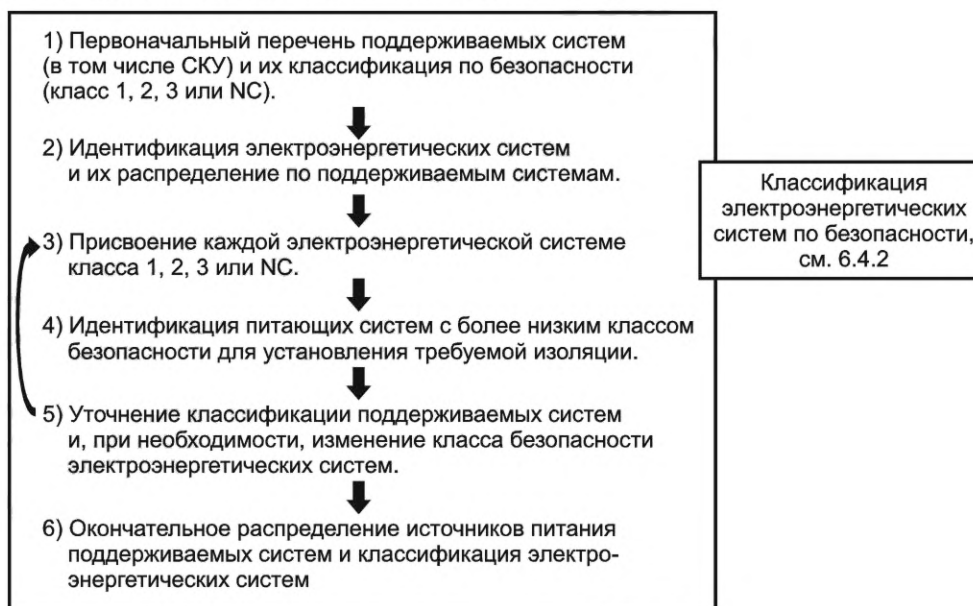 1) Первоначальный перечень поддерживаемых систем
(в том числе СКУ) и их классификация по безопасности
(класс 1, 2, 3 или NC).
2) Идентификация электроэнергетических систем
и их распределение по поддерживаемым системам.
3) Присвоение каждой электроэнергетической системе
класса 1, 2, 3 или NC.
4) Идентификация питающих систем с более низким классом
безопасности для установления требуемой изоляции.
5) Уточнение классификации поддерживаемых систем
и, при необходимости, изменение класса безопасности
электроэнергетических систем.
6) Окончательное распределение источников питания
поддерживаемых систем и классификация электро-
энергетических систем
Классификация
электроэнергетических
систем по безопасности,
см. 6.4.2